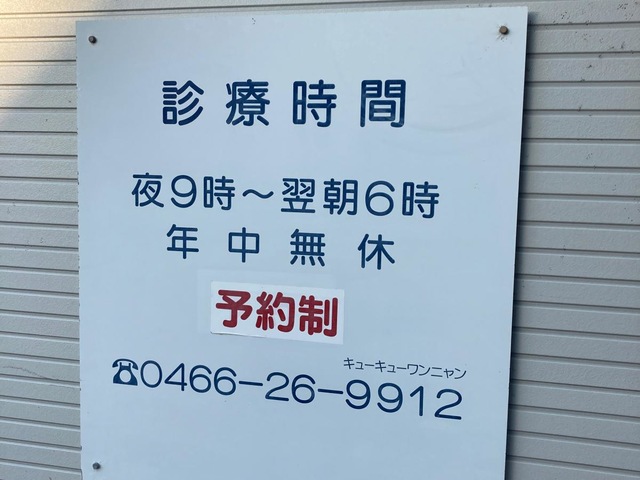 診療時間
夜9時～翌朝6時
年中無休
予約制
キューキューワンニャン
☎0466-26-9912